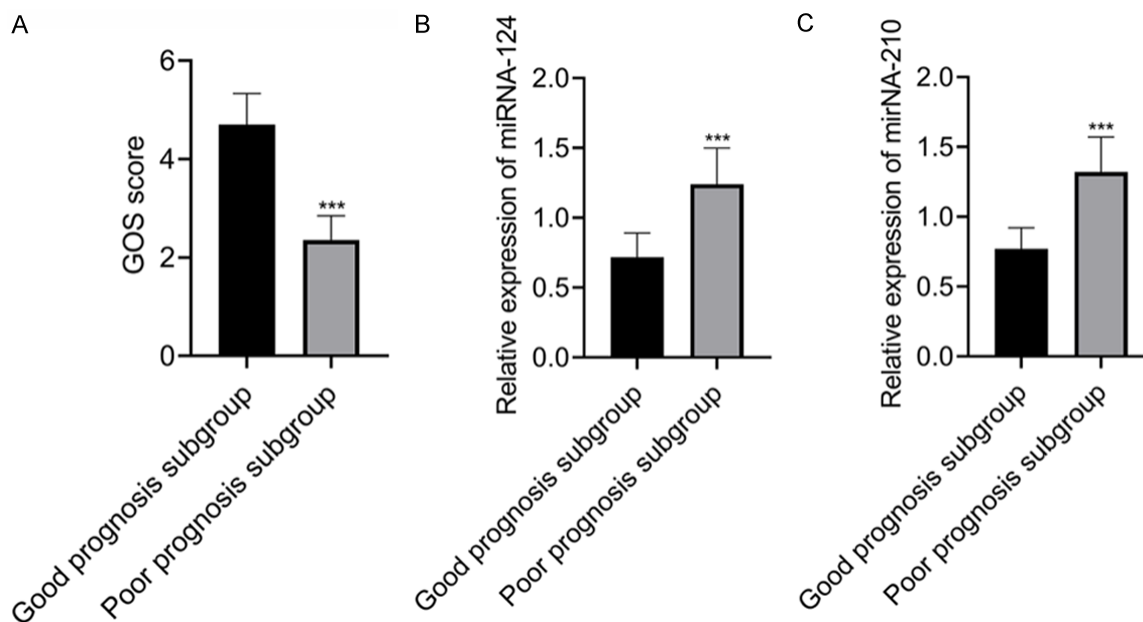 A
GOS score
6
4
2
0
***
Good prognosis subgroup
Poor prognosis subgroup
B
Relative expression of miRNA-124
2.0
1.5
1.0
0.5
0.0
***
Good prognosis subgroup
Poor prognosis subgroup
C
Relative expression of mirNA-210
2.0
1.5
1.0
0.5
0.0
***
Good prognosis subgroup
Poor prognosis subgroup